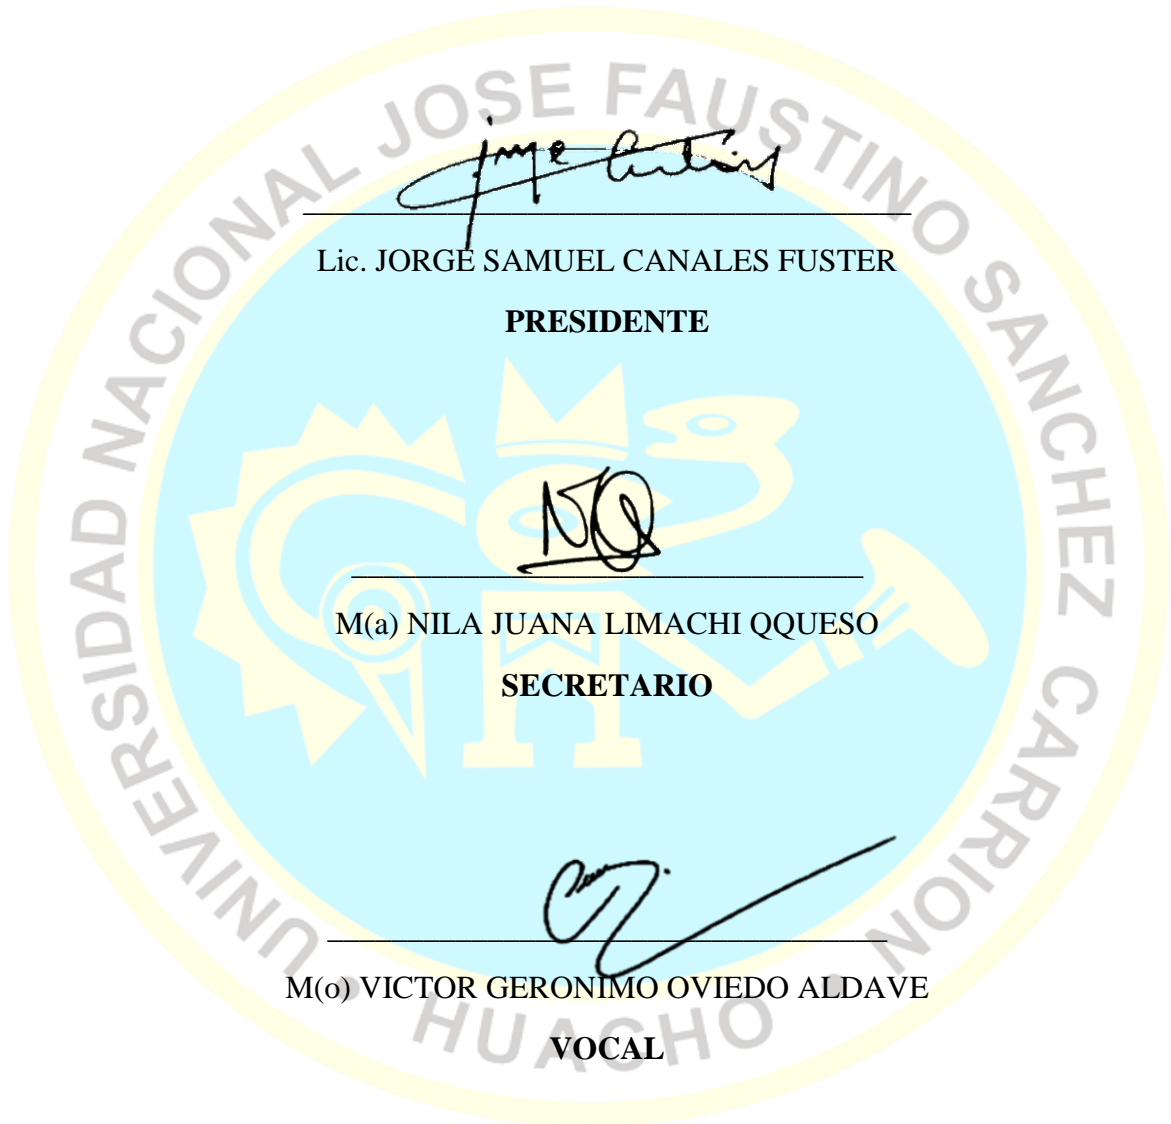 UNIVERSIDAD NACIONAL JOSE FAUSTINO SANCHEZ CARRION
Lic. JORGE SAMUEL CANALES FUSTER
PRESIDENTE
M(a) NILA JUANA LIMACHI QQUESO
SECRETARIO
M(o) VICTOR GERONIMO OVIEDO ALDAVE
VOCAL
• HUACHO •